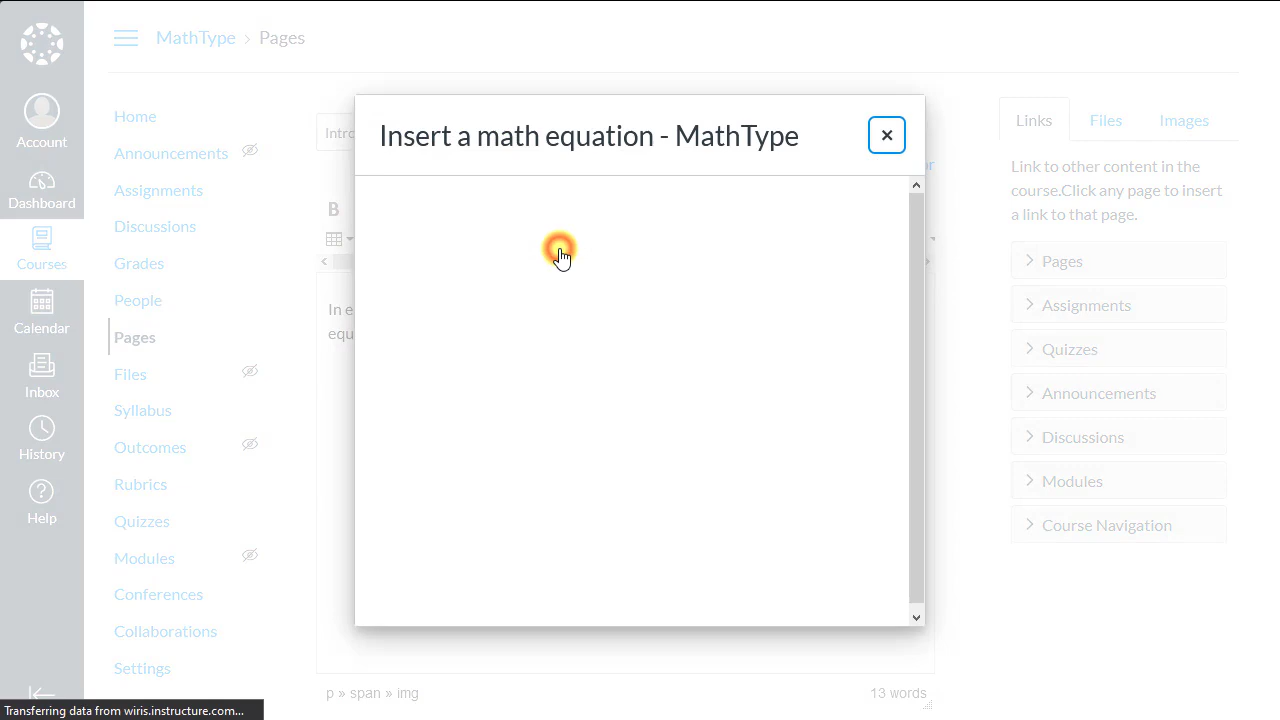 MathType › Pages
Account
Dashboard
Courses
Calendar
Inbox
History
Help
Home
Announcements
Assignments
Discussions
Grades
People
Pages
Files
Syllabus
Outcomes
Rubrics
Quizzes
Modules
Conferences
Collaborations
Settings
Insert a math equation - MathType
B
p » span » img
13 words
Links
Files
Images
Link to other content in the
course.Click any page to insert
a link to that page.
Pages
Assignments
Quizzes
Announcements
Discussions
Modules
Course Navigation
Transferring data from wiris.instructure.com...